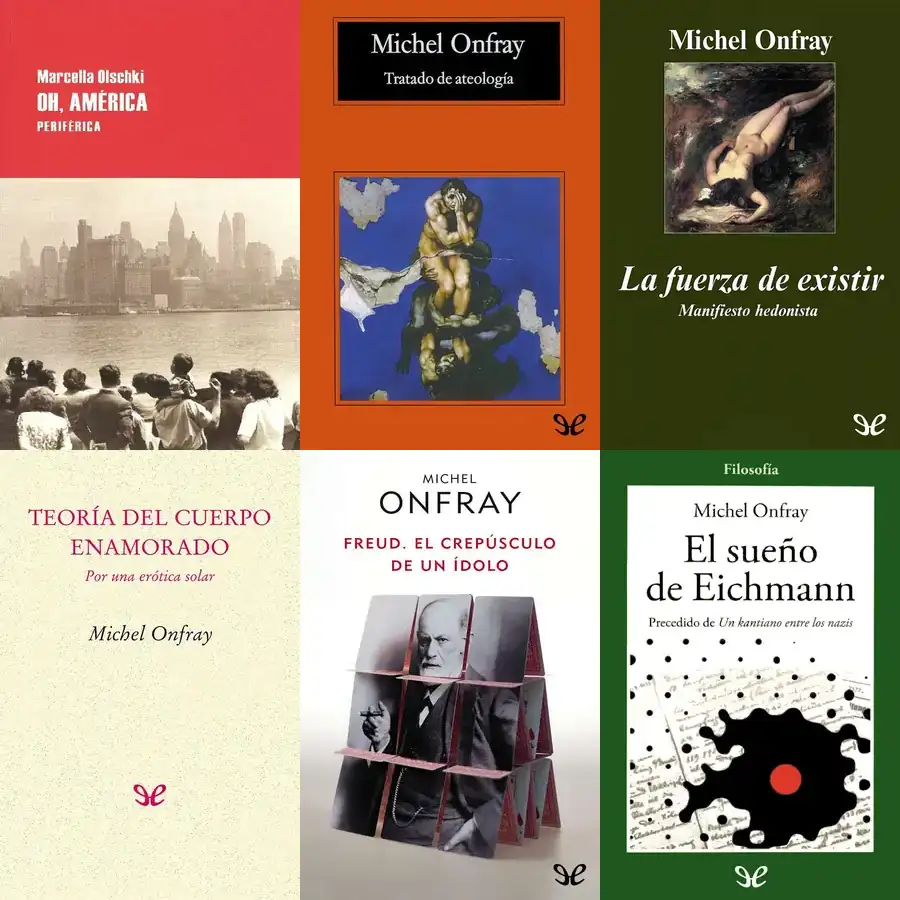 Marcella Olschki
OH, AMÉRICA
PERIFÉRICA
Michel Onfray
Tratado de ateología
Michel Onfray
La fuerza de existir
Manifiesto hedonista
TEORÍA DEL CUERPO
ENAMORADO
Por una erótica solar
Michel Onfray
MICHEL
ONFRAY
FREUD. EL CREPÚSCULO
DE UN ÍDOLO
Filosofía
Michel Onfray
El sueño
de Eichmann
Precedido de Un kantiano entre los nazis